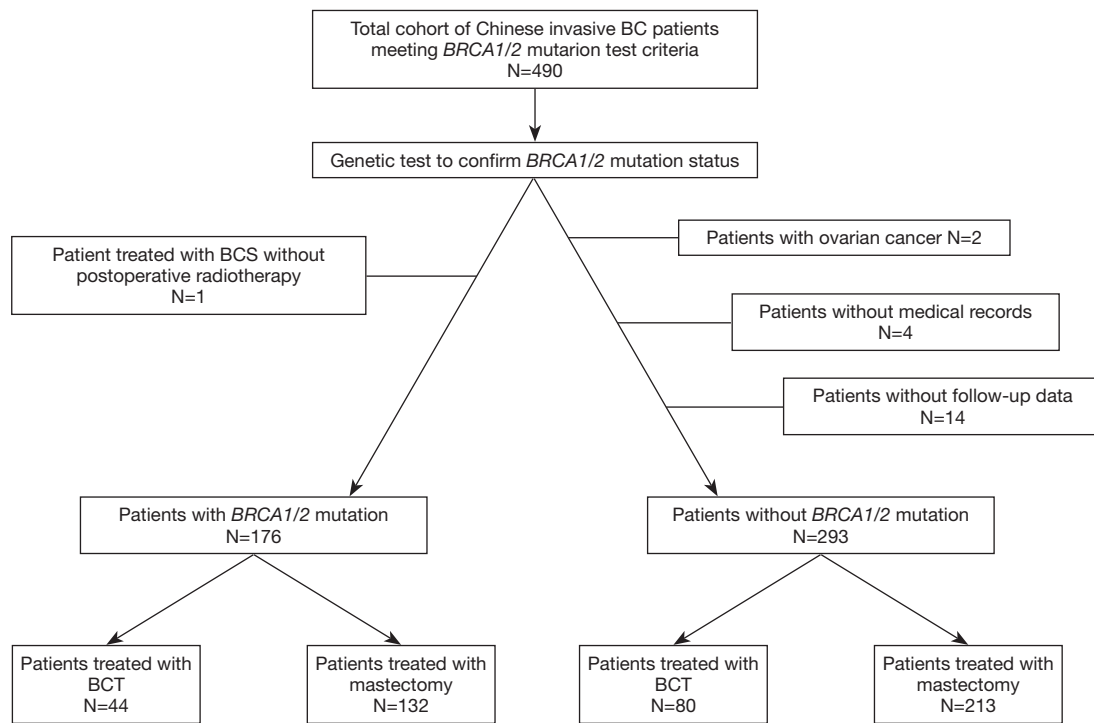 Total cohort of Chinese invasive BC patients
meeting BRCA1/2 mutarion test criteria
N=490
Genetic test to confirm BRCA1/2 mutation status
Patient treated with BCS without
postoperative radiotherapy
N=1
Patients with ovarian cancer N=2
Patients without medical records
N=4
Patients without follow-up data
N=14
Patients with BRCA1/2 mutation
N=176
Patients without BRCA1/2 mutation
N=293
Patients treated with
BCT
N=44
Patients treated with
mastectomy
N=132
Patients treated with
BCT
N=80
Patients treated with
mastectomy
N=213